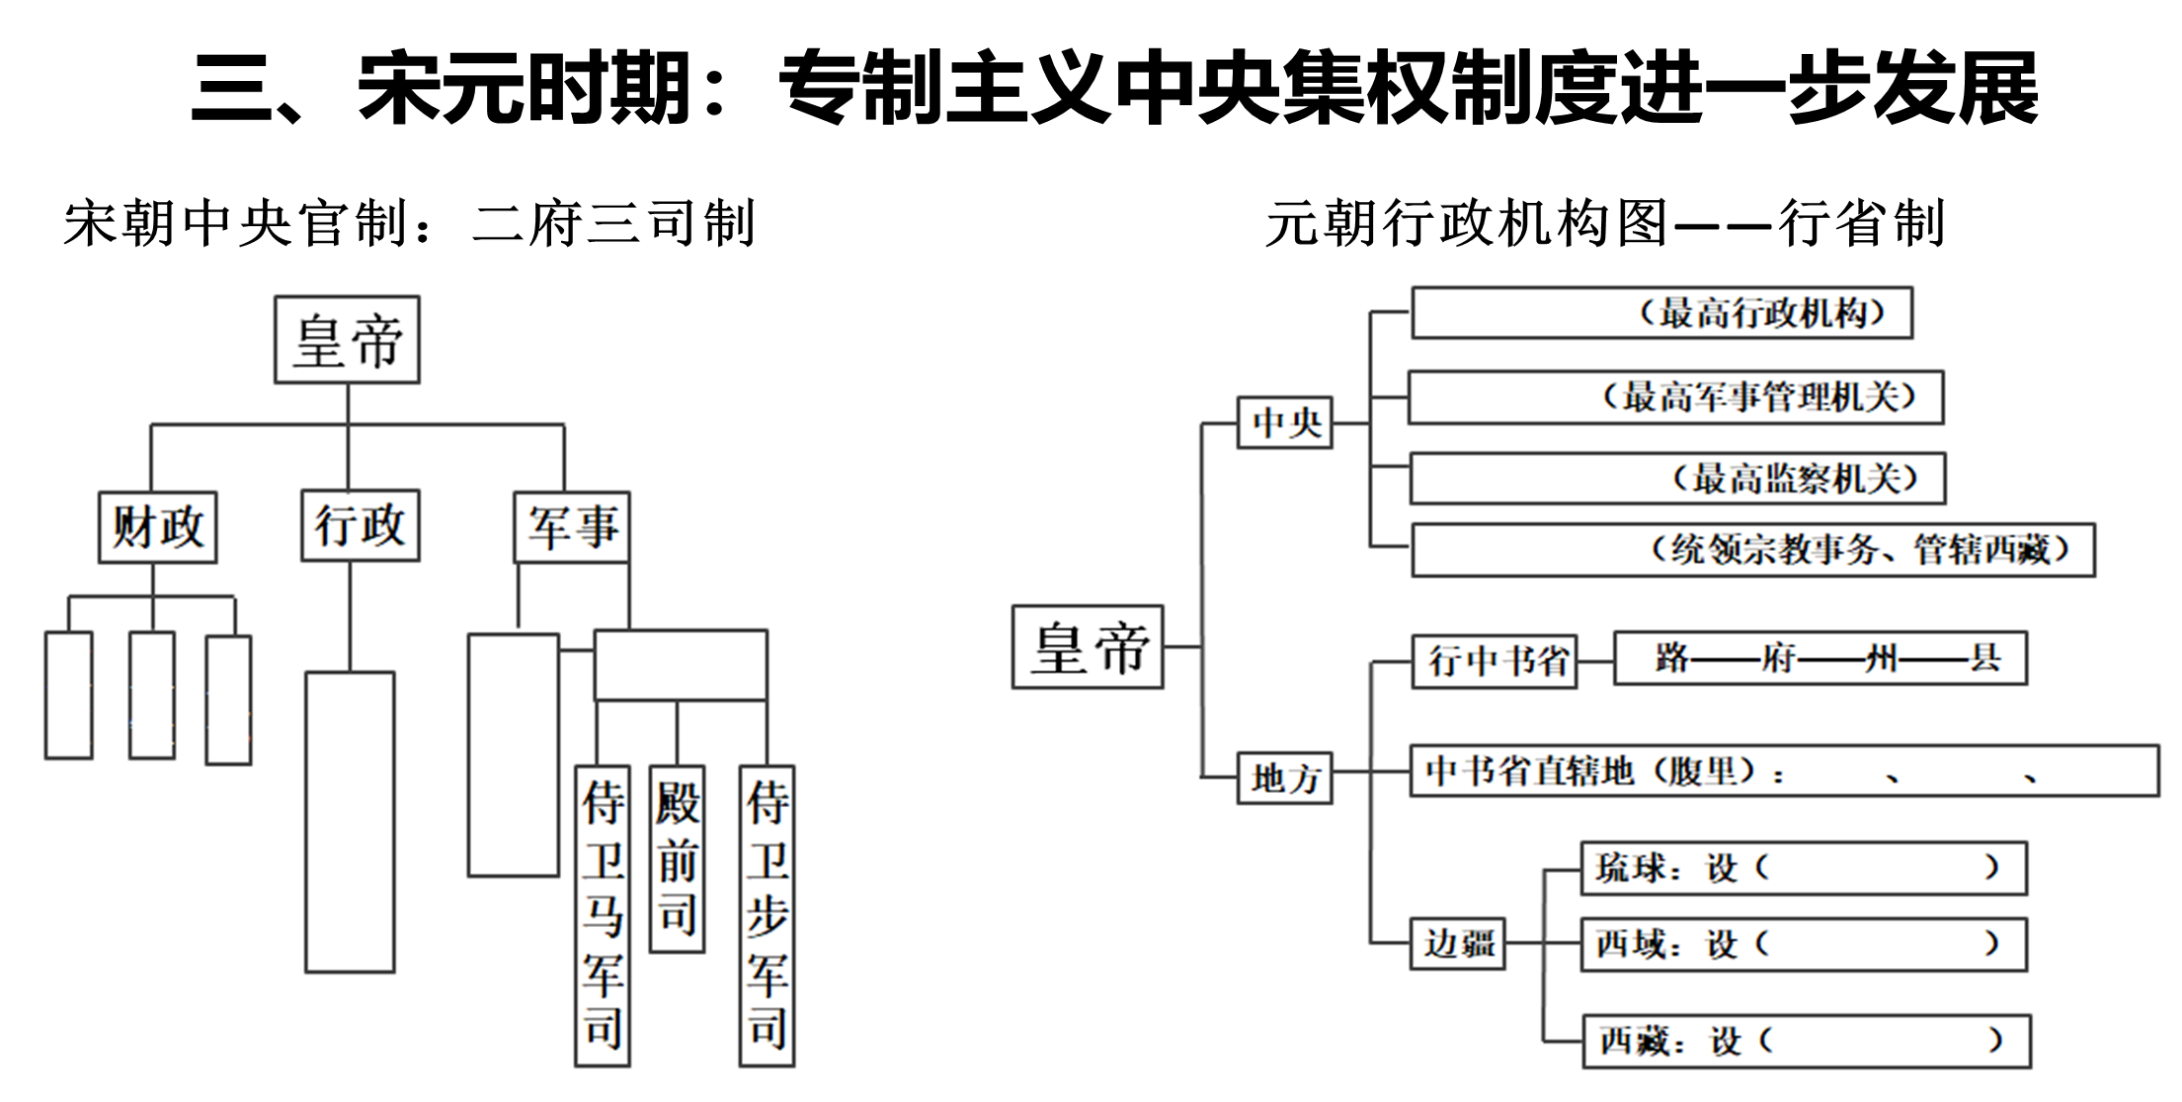 三、宋元时期：专制主义中央集权制度进一步发展
宋朝中央官制：二府三司制
皇帝
财政
行政
军事
侍卫马军司
殿前司
侍卫步军司
元朝行政机构图——行省制
皇帝
中央
（最高行政机构）
（最高军事管理机关）
（最高监察机关）
（统领宗教事务、管辖西藏）
地方
行中书省
路——府——州——县
中书省直辖地（腹里）：　　、　　、
边疆
琉球：设（　　　　）
西域：设（　　　　）
西藏：设（　　　　）